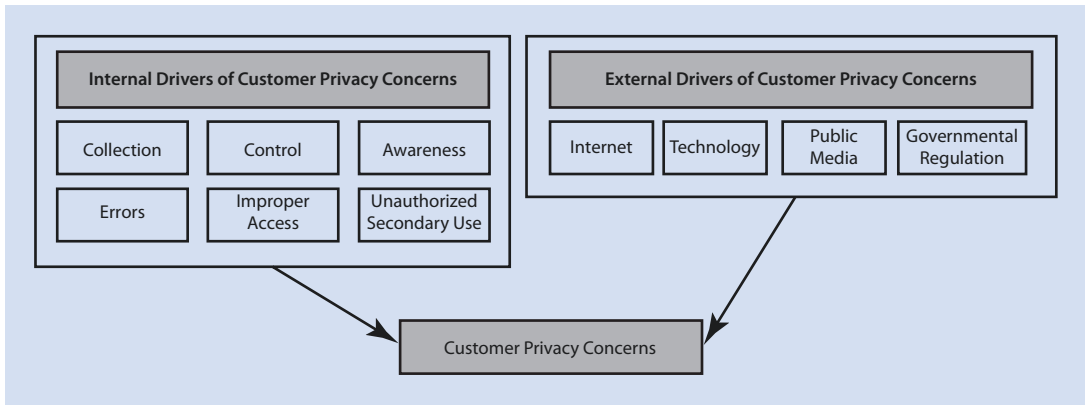 Internal Drivers of Customer Privacy Concerns
Collection
Control
Awareness
Errors
Improper
Access
Unauthorized
Secondary Use
External Drivers of Customer Privacy Concerns
Internet
Technology
Public
Media
Governmental
Regulation
Customer Privacy Concerns